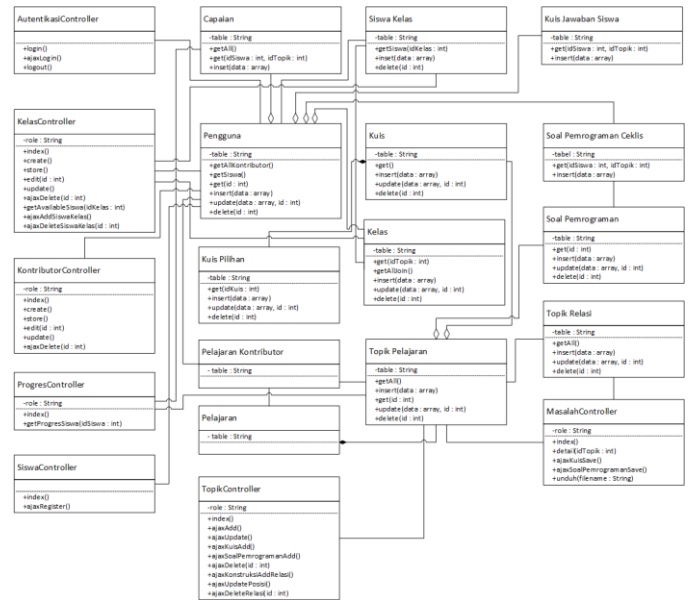 AutentikasiController
+login()
+ajaxLogin()
+logout()
Capaian
-table : String
+getAll()
+get(idSiswa : int, idTopik : int)
+inset(data : array)
Siswa Kelas
-table : String
+getSiswa(idKelas : int)
+inset(data : array)
+delete(id : int)
Kuis Jawaban Siswa
-table : String
+get(idSiswa : int, idTopik : int)
+insert(data : array)
KelasController
-role : String
+index()
+create()
+store()
+edit(id : int)
+update()
+ajaxDelete(id : int)
+getAvailableSiswa(idKelas : int)
+ajaxAddSisweKelas()
+ajaxDeleteSiswaKelas(id : int)
Pengguna
-table : String
+getAllKontributor()
+getSiswa()
+get(id : int)
+insert(data : array)
+update(data : array, id : int)
+delete(id : int)
Kuis
-table : String
+get()
+insert(data : array)
+update(data : array, id : int)
+delete(id : int)
Soal Pemrograman Ceklis
-tabel : String
+get(idSiswa : int, idTopik : int)
+insert(data : array)
Soal Pemrograman
-table : String
+get(id : int)
+insert(data : array)
+update(data : array, id : int)
+delete(id : int)
Kelas
-table : String
+get(idTopik : int)
+getAllJoin()
+insert(data : array)
+update(data : array, id : int)
+delete(id : int)
Kuis Pilihan
-table : String
+get(idKuis : int)
+insert(data : array)
+update(data : array, id : int)
+delete(id : int)
KontributorController
-role : String
+index()
+create()
+store()
+edit(id : int)
+update()
+ajaxDelete(id : int)
Topik Relasi
-table : String
+getAll()
+insert(data : array)
+update(data : array, id : int)
+delete(id : int)
Pelajaran Kontributor
- table : String
Topik Pelajaran
-table : String
+getAll()
+insert(data : array)
+get(id : int)
+update(data : array, id : int)
+delete(id : int)
ProgresController
-role : String
+index()
+getProgresSiswa(idSiswa : int)
Pelajaran
- table : String
MasalahController
-role : String
+index()
+detail(idTopik : int)
+ajaxKuisSave()
+ajaxSoalPemrogramanSave()
+unduh(filename : String)
SiswaController
+index()
+ajaxRegister()
TopikController
-role : String
+index()
+ajaxAdd()
+ajaxUpdate()
+ajaxKuisAdd()
+ajaxSoalPemrogramanAdd()
+ajaxDelete(id : int)
+ajaxKonstruksiAddRelasi()
+ajaxUpdatePosisi()
+ajaxDeleteRelasi(id : int)